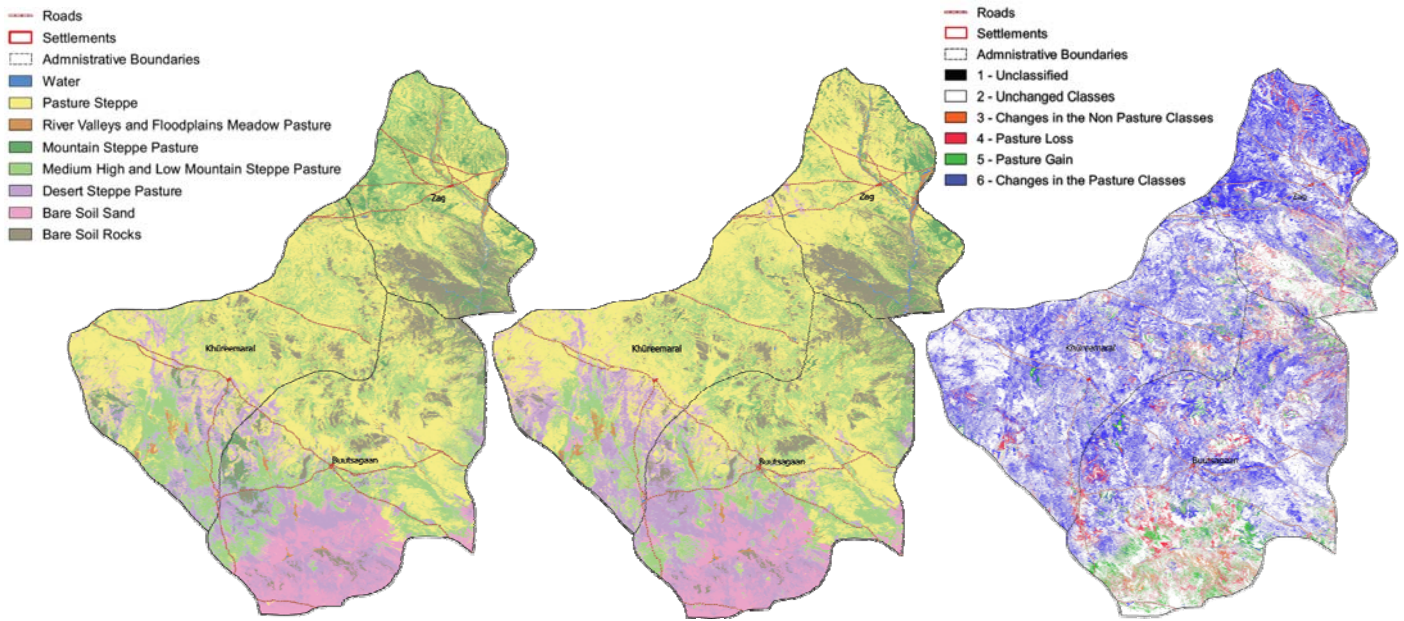 Roads
Settlements
Admnistrative Boundaries
Water
Pasture Steppe
River Valleys and Floodplains Meadow Pasture
Mountain Steppe Pasture
Medium High and Low Mountain Steppe Pasture
Desert Steppe Pasture
Bare Soil Sand
Bare Soil Rocks
Zag
Khüreemaral
Buutsagaan
Zag
Khüreemaral
Buutsagaan
Roads
Settlements
Admnistrative Boundaries
1 - Unclassified
2 - Unchanged Classes
3 - Changes in the Non Pasture Classes
4 - Pasture Loss
5 - Pasture Gain
6 - Changes in the Pasture Classes
Zag
Khüreemaral
Buutsagaan